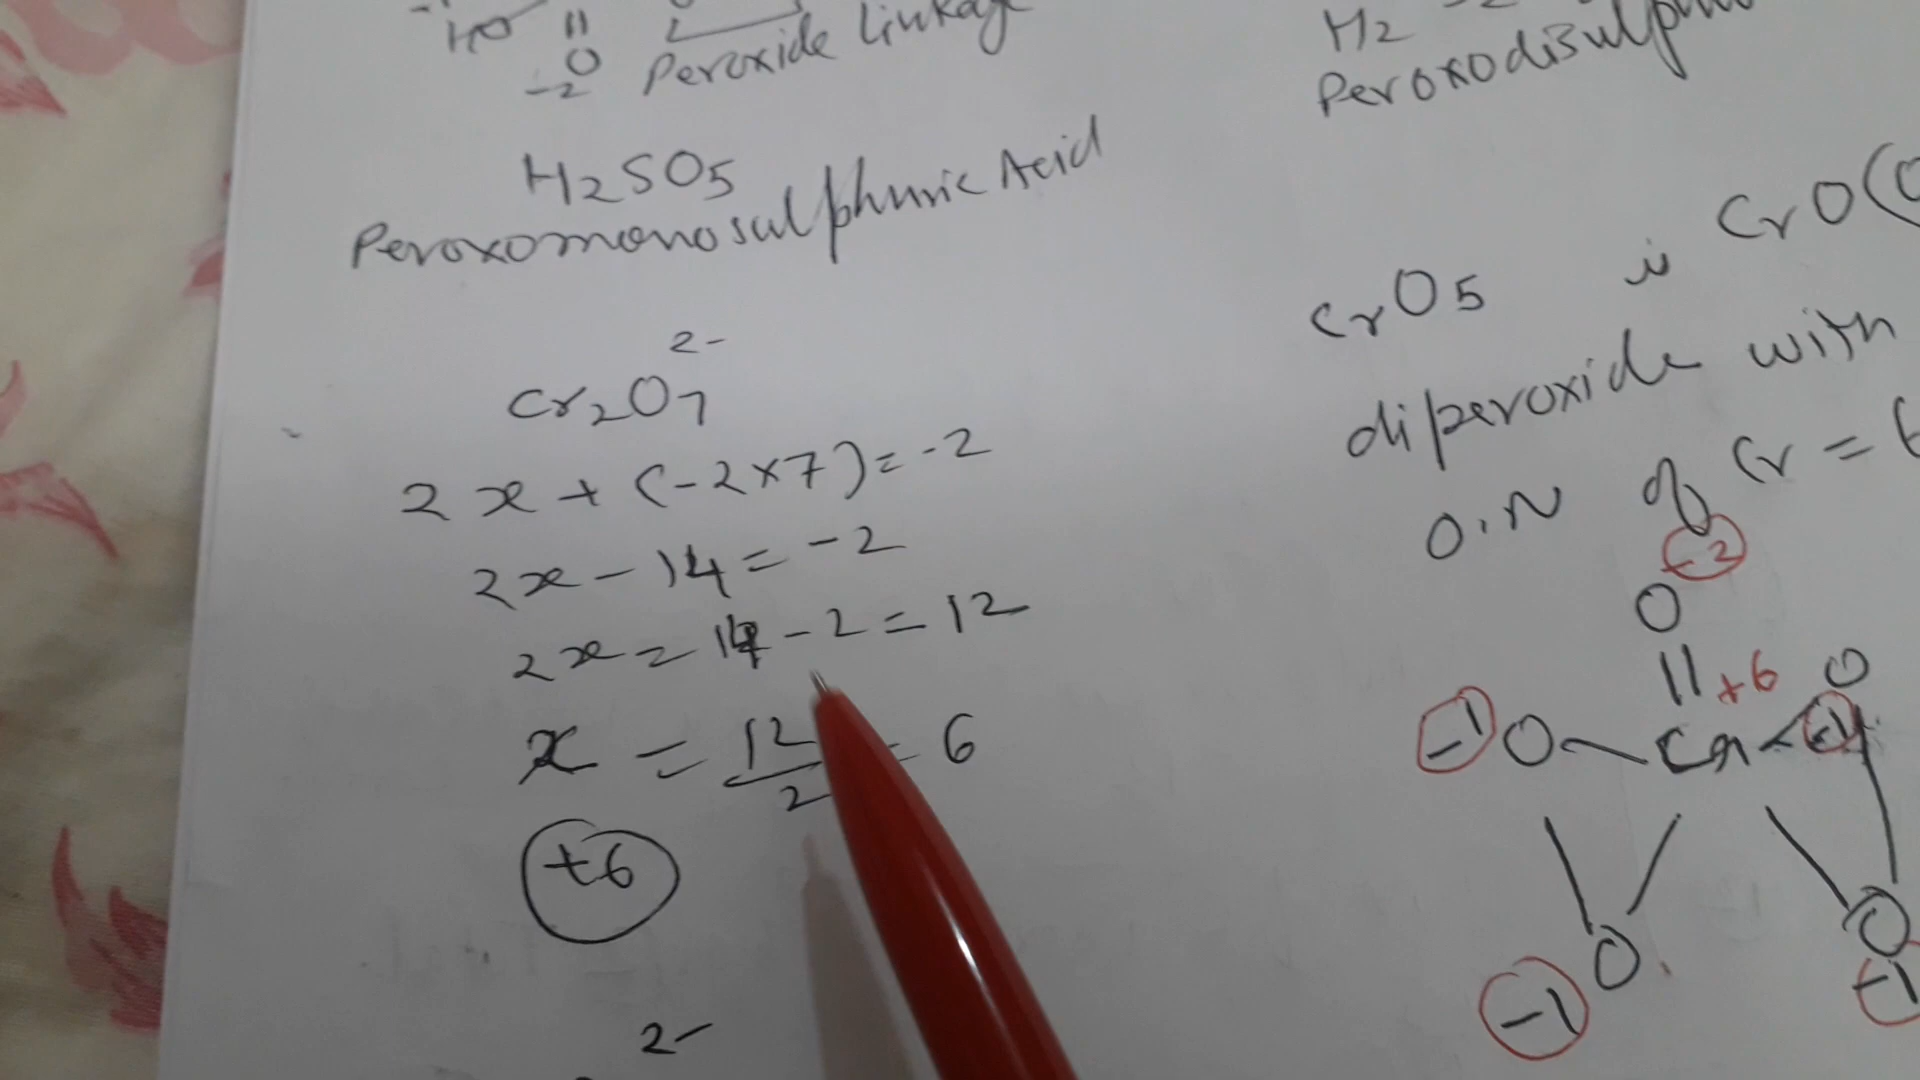 HO
O
-2
Peroxide Linkage
H2SO5
Peroxomonosulphuric Acid
Cr2O7 2-
2x + (-2×7) = -2
2x - 14 = -2
2x = 14 - 2 = 12
x = 12/2 = 6
+6
2-
H2
CrO5 is CrO(
diperoxide with
O.N of Cr = 6
-2
O
+6
O
-1 O
O
-1
O
-1